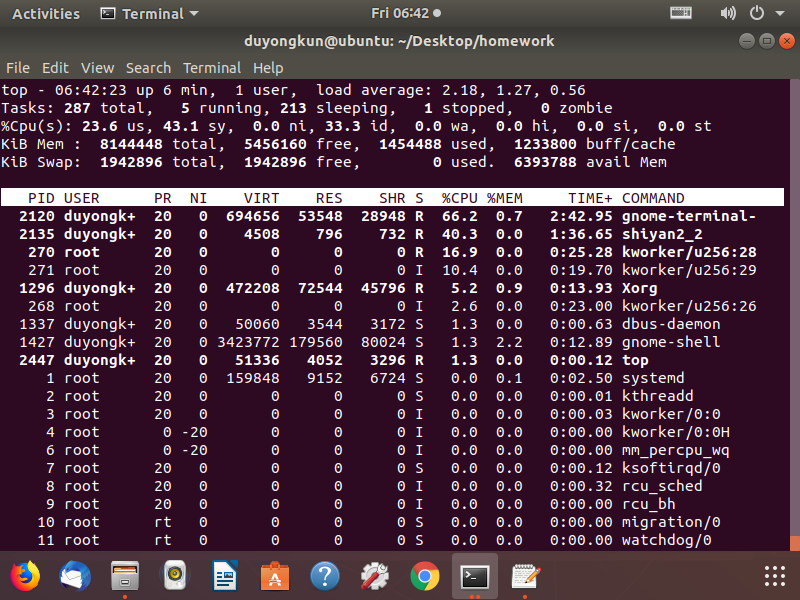 Activities Terminal Fri 06:42
duyongkun@ubuntu: ~/Desktop/homework
File Edit View Search Terminal Help
top - 06:42:23 up 6 min,  1 user,  load average: 2.18, 1.27, 0.56
Tasks: 287 total,   5 running, 213 sleeping,   1 stopped,   0 zombie
%Cpu(s): 23.6 us, 43.1 sy,  0.0 ni, 33.3 id,  0.0 wa,  0.0 hi,  0.0 si,  0.0 st
KiB Mem :  8144448 total,  5456160 free,  1454488 used,  1233800 buff/cache
KiB Swap:  1942896 total,  1942896 free,        0 used.  6393788 avail Mem
PID USER      PR  NI    VIRT    RES    SHR S  %CPU %MEM     TIME+ COMMAND
2120 duyongk+  20   0  694656  53548  28948 R  66.2  0.7   2:42.95 gnome-terminal-
2135 duyongk+  20   0    4508    796    732 R  40.3  0.0   1:36.65 shiyan2_2
270 root      20   0       0      0      0 R  16.9  0.0   0:25.28 kworker/u256:28
271 root      20   0       0      0      0 I  10.4  0.0   0:19.70 kworker/u256:29
1296 duyongk+  20   0  472208  72544  45796 R   5.2  0.9   0:13.93 Xorg
268 root      20   0       0      0      0 I   2.6  0.0   0:23.00 kworker/u256:26
1337 duyongk+  20   0   50060   3544   3172 S   1.3  0.0   0:00.63 dbus-daemon
1427 duyongk+  20   0 3423772 179560  80024 S   1.3  2.2   0:12.89 gnome-shell
2447 duyongk+  20   0   51336   4052   3296 R   1.3  0.0   0:00.12 top
1 root      20   0  159848   9152   6724 S   0.0  0.1   0:02.50 systemd
2 root      20   0       0      0      0 S   0.0  0.0   0:00.01 kthreadd
3 root      20   0       0      0      0 I   0.0  0.0   0:00.03 kworker/0:0
4 root       0 -20       0      0      0 I   0.0  0.0   0:00.00 kworker/0:0H
6 root       0 -20       0      0      0 I   0.0  0.0   0:00.00 mm_percpu_wq
7 root      20   0       0      0      0 S   0.0  0.0   0:00.12 ksoftirqd/0
8 root      20   0       0      0      0 I   0.0  0.0   0:00.32 rcu_sched
9 root      20   0       0      0      0 I   0.0  0.0   0:00.00 rcu_bh
10 root      rt   0       0      0      0 S   0.0  0.0   0:00.00 migration/0
11 root      rt   0       0      0      0 S   0.0  0.0   0:00.00 watchdog/0